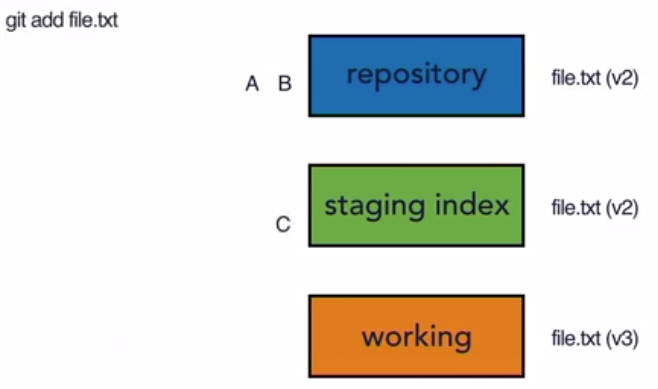 git add file.txt
A B repository file.txt (v2)
C staging index file.txt (v2)
working file.txt (v3)